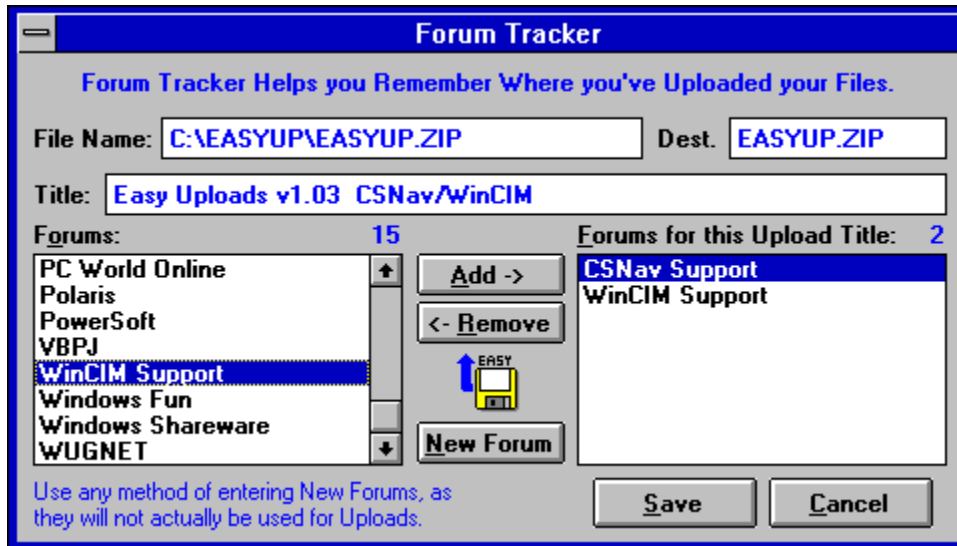 Forum Tracker
Forum Tracker Helps you Remember Where you've Uploaded your Files.
File Name: C:\EASYUP\EASYUP.ZIP Dest. EASYUP.ZIP
Title: Easy Uploads v1.03 CSNav/WinCIM
Forums: 15
PC World Online
Polaris
PowerSoft
VBPJ
WinCIM Support
Windows Fun
Windows Shareware
WUGNET
Add ->
<- Remove
EASY
New Forum
Forums for this Upload Title: 2
CSNav Support
WinCIM Support
Use any method of entering New Forums, as
they will not actually be used for Uploads.
Save Cancel